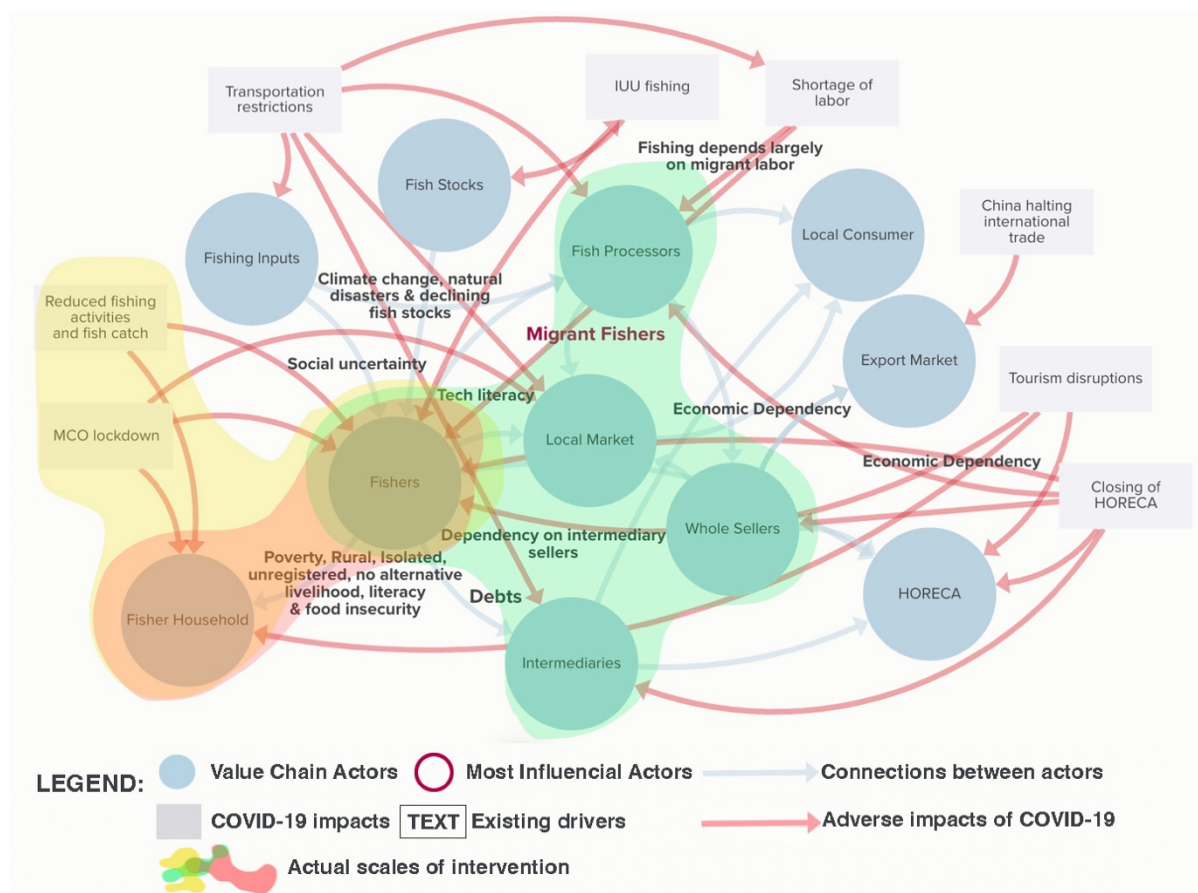 Transportation
restrictions
IUU fishing
Shortage of
labor
Fishing depends largely
on migrant labor
Fish Stocks
Fishing Inputs
Fish Processors
Local Consumer
China halting
international
trade
Climate change, natural
disasters & declining
fish stocks
Reduced fishing
activities
and fish catch
Migrant Fishers
Export Market
Social uncertainty
Tourism disruptions
Tech literacy
Economic Dependency
MCO lockdown
Local Market
Economic Dependency
Fishers
Closing of
HORECA
Whole Sellers
Dependency on intermediary
sellers
Poverty, Rural, Isolated,
unregistered, no alternative
livelihood, literacy
& food insecurity
Debts
HORECA
Fisher Household
Intermediaries
LEGEND:
Value Chain Actors
Most Influencial Actors
Connections between actors
COVID-19 impacts
TEXT
Existing drivers
Adverse impacts of COVID-19
Actual scales of intervention